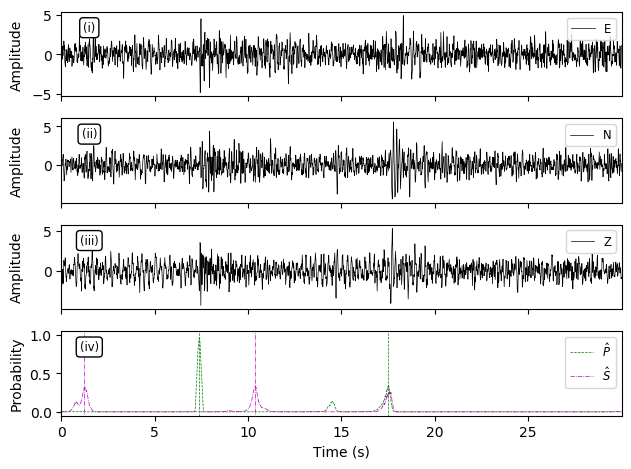 (i)
E
Amplitude
5
0
−5
(ii)
N
Amplitude
5
0
(iii)
Z
Amplitude
5
0
(iv)
P̂
Ŝ
Probability
1.0
0.5
0.0
0 5 10 15 20 25
Time (s)